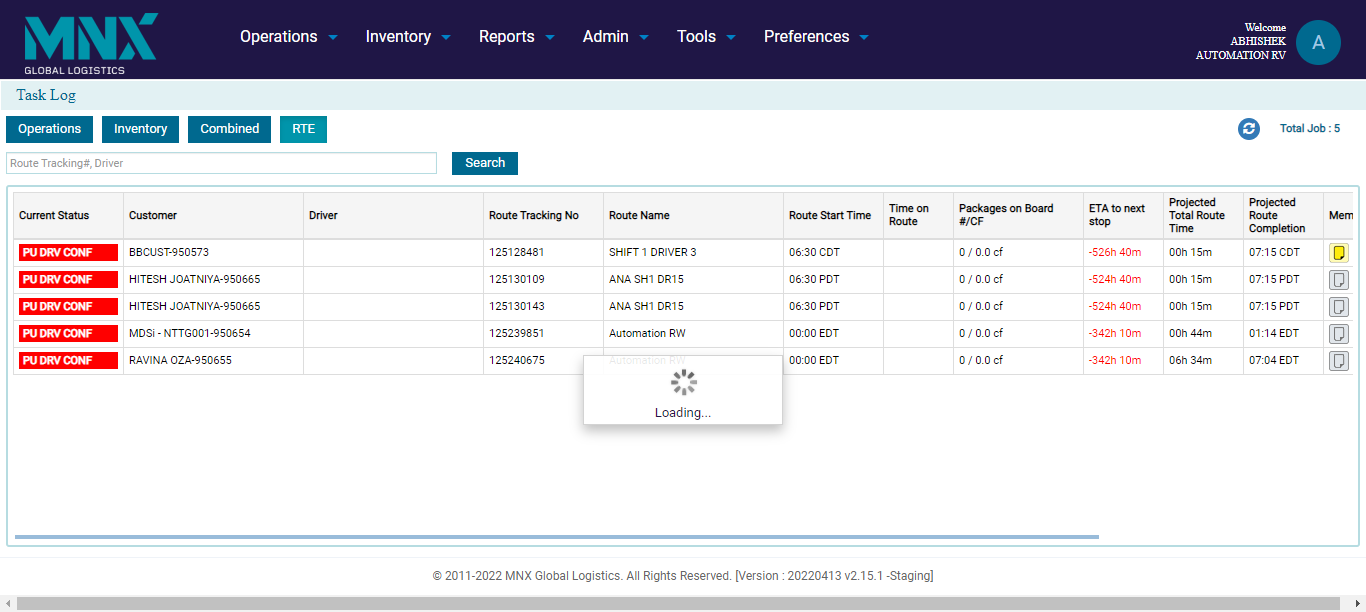 MNX
GLOBAL LOGISTICS
Operations Inventory Reports Admin Tools Preferences
Welcome
ABHISHEK
AUTOMATION RV
A
Task Log
Operations Inventory Combined RTE
Total Job : 5
Route Tracking#, Driver
Search
Current Status Customer Driver Route Tracking No Route Name Route Start Time Time on Route Packages on Board #/CF ETA to next stop Projected Total Route Time Projected Route Completion Mem
PU DRV CONF BBCUST-950573 125128481 SHIFT 1 DRIVER 3 06:30 CDT 0 / 0.0 cf -526h 40m 00h 15m 07:15 CDT
PU DRV CONF HITESH JOATNIYA-950665 125130109 ANA SH1 DR15 06:30 PDT 0 / 0.0 cf -524h 40m 00h 15m 07:15 PDT
PU DRV CONF HITESH JOATNIYA-950665 125130143 ANA SH1 DR15 06:30 PDT 0 / 0.0 cf -524h 40m 00h 15m 07:15 PDT
PU DRV CONF MDSi - NTTG001-950654 125239851 Automation RW 00:00 EDT 0 / 0.0 cf -342h 10m 00h 44m 01:14 EDT
PU DRV CONF RAVINA OZA-950655 125240675 Automation RW 00:00 EDT 0 / 0.0 cf -342h 10m 06h 34m 07:04 EDT
Loading...
© 2011-2022 MNX Global Logistics. All Rights Reserved. [Version : 20220413 v2.15.1 -Staging]